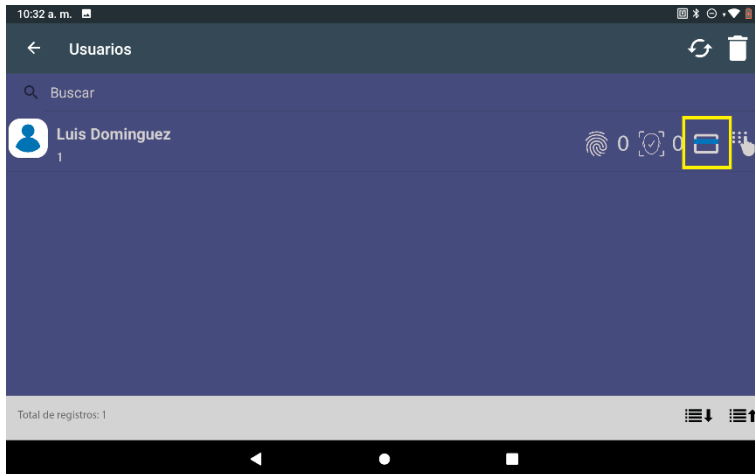 10:32 a. m.
Usuarios
Buscar
Luis Dominguez
1
0 0
Total de registros: 1